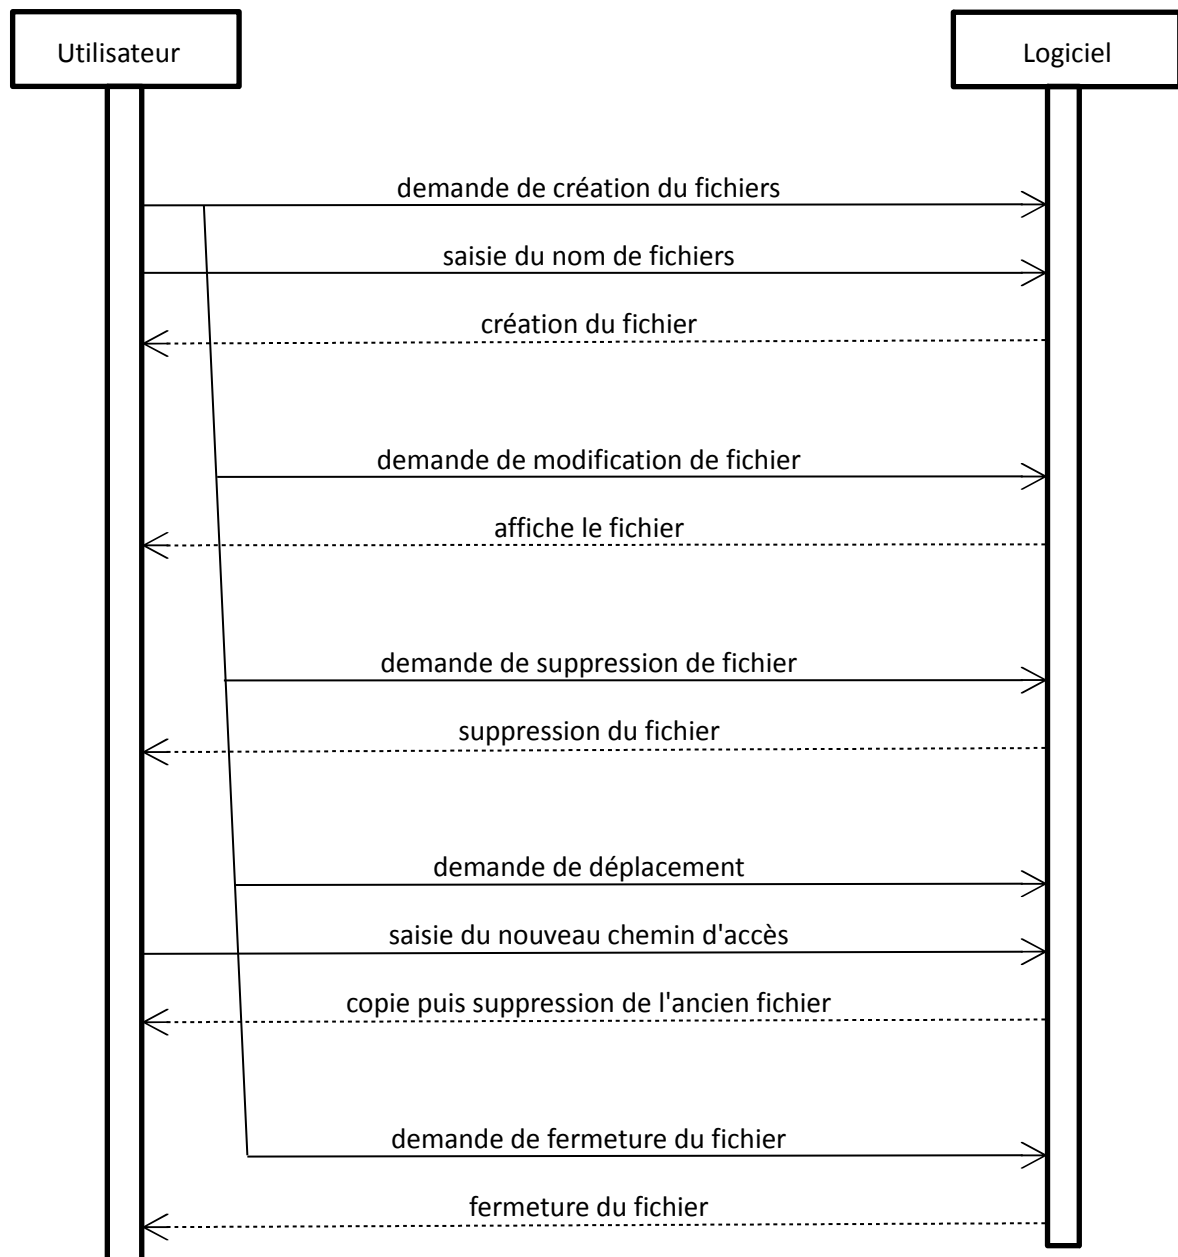 Utilisateur
Logiciel
demande de création du fichiers
saisie du nom de fichiers
création du fichier
demande de modification de fichier
affiche le fichier
demande de suppression de fichier
suppression du fichier
demande de déplacement
saisie du nouveau chemin d'accès
copie puis suppression de l'ancien fichier
demande de fermeture du fichier
fermeture du fichier